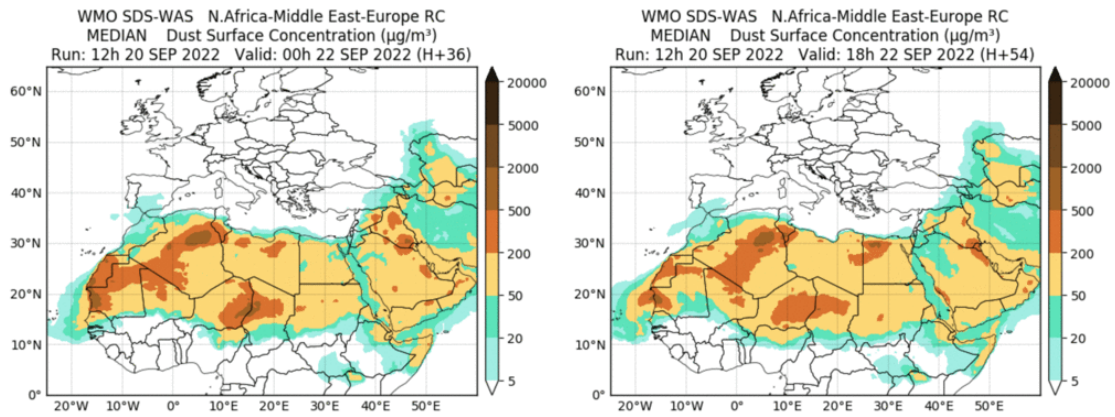 WMO SDS-WAS N.Africa-Middle East-Europe RC
MEDIAN Dust Surface Concentration (µg/m³)
Run: 12h 20 SEP 2022 Valid: 00h 22 SEP 2022 (H+36)
60°N
50°N
40°N
30°N
20°N
10°N
0°
20°W 10°W 0° 10°E 20°E 30°E 40°E 50°E
20000
5000
2000
500
200
50
20
5
WMO SDS-WAS N.Africa-Middle East-Europe RC
MEDIAN Dust Surface Concentration (µg/m³)
Run: 12h 20 SEP 2022 Valid: 18h 22 SEP 2022 (H+54)
60°N
50°N
40°N
30°N
20°N
10°N
0°
20°W 10°W 0° 10°E 20°E 30°E 40°E 50°E
20000
5000
2000
500
200
50
20
5